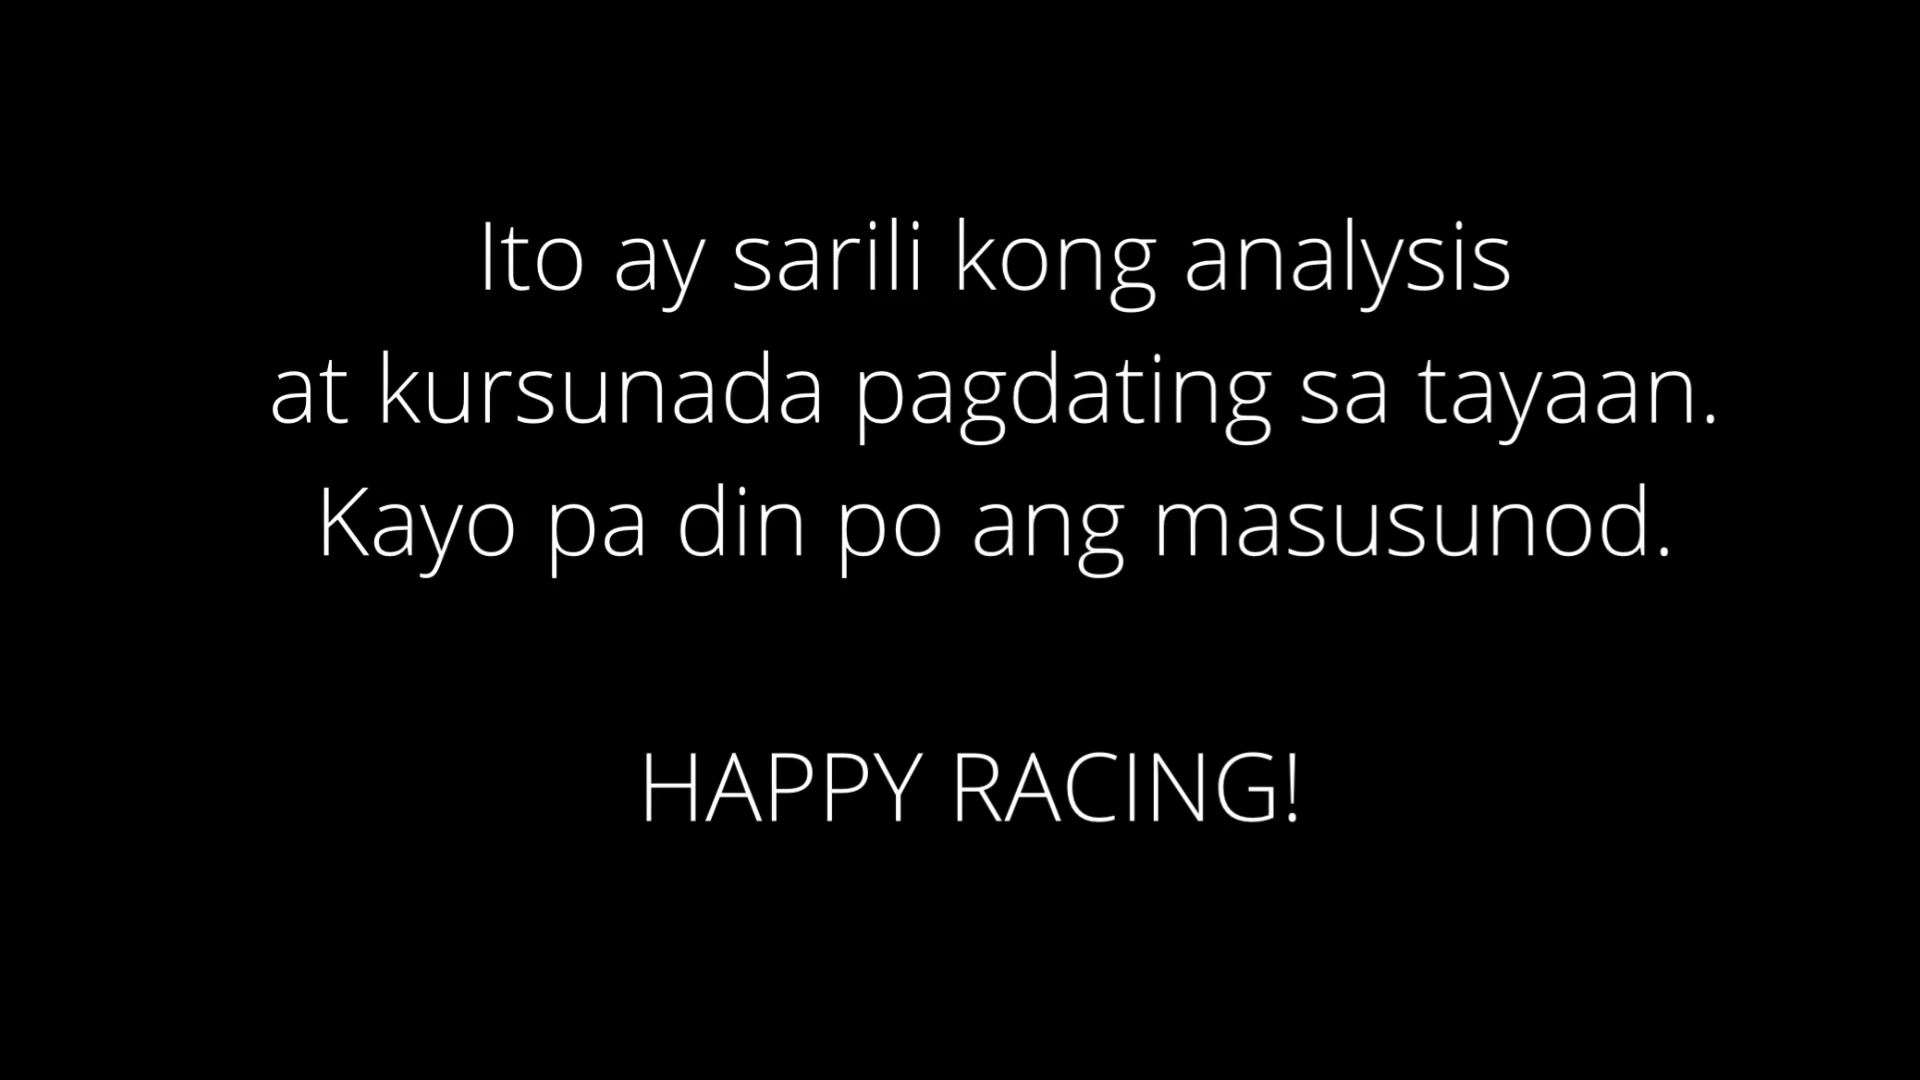 Ito ay sarili kong analysis
at kursunada pagdating sa tayaan.
Kayo pa din po ang masusunod.
HAPPY RACING!